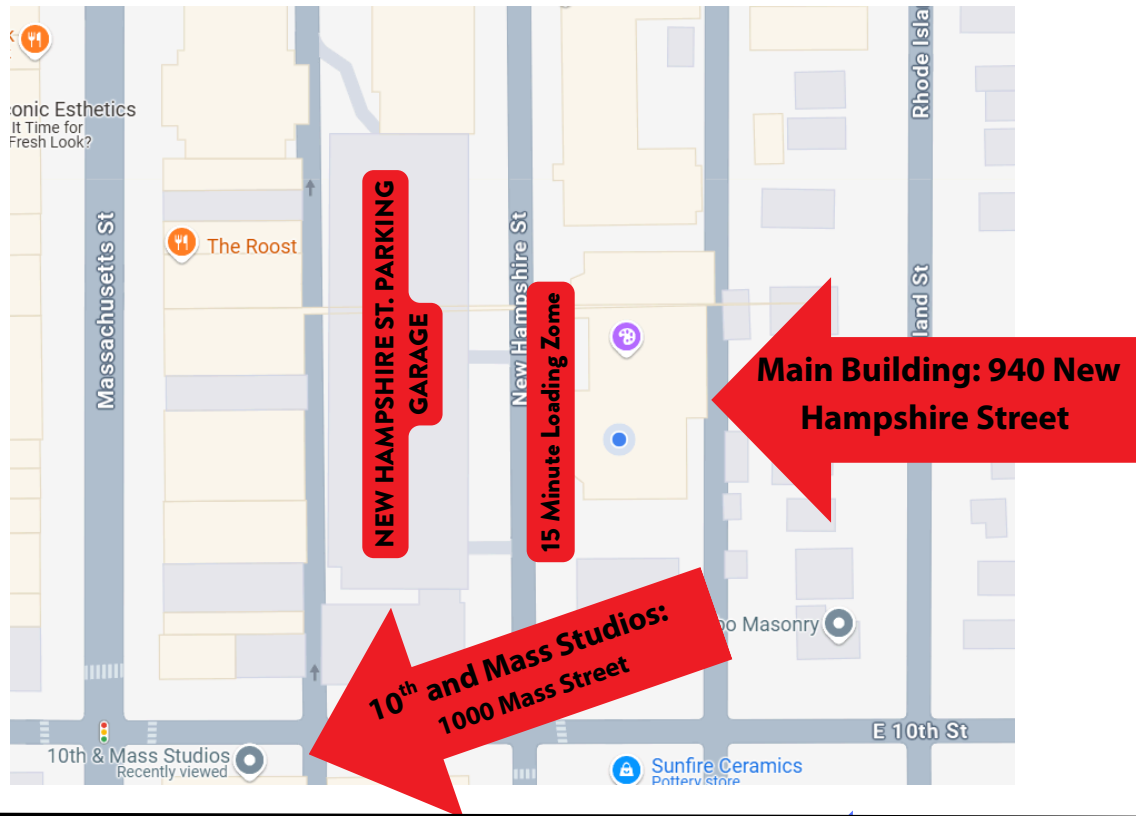 Rhode Isla
onic Esthetics
It Time for
Fresh Look?
Massachusetts St
The Roost
NEW HAMPSHIRE ST. PARKING
GARAGE
New Hampshire St
15 Minute Loading Zome
land St
Main Building: 940 New
Hampshire Street
10th and Mass Studios:
1000 Mass Street
oo Masonry
E 10th St
10th & Mass Studios
Recently viewed
Sunfire Ceramics
Pottery store